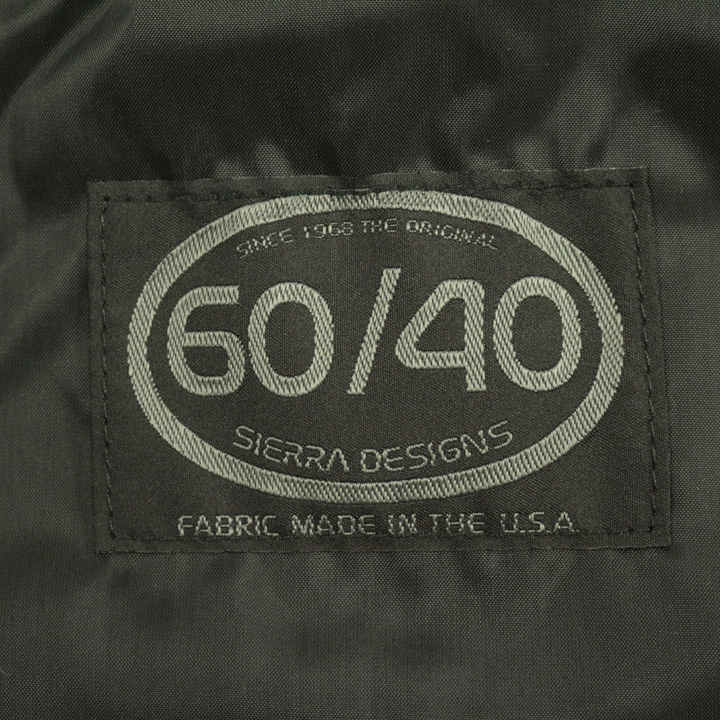 SINCE 1968 THE ORIGINAL
60/40
SIERRA DESIGNS
FABRIC MADE IN THE U.S.A.